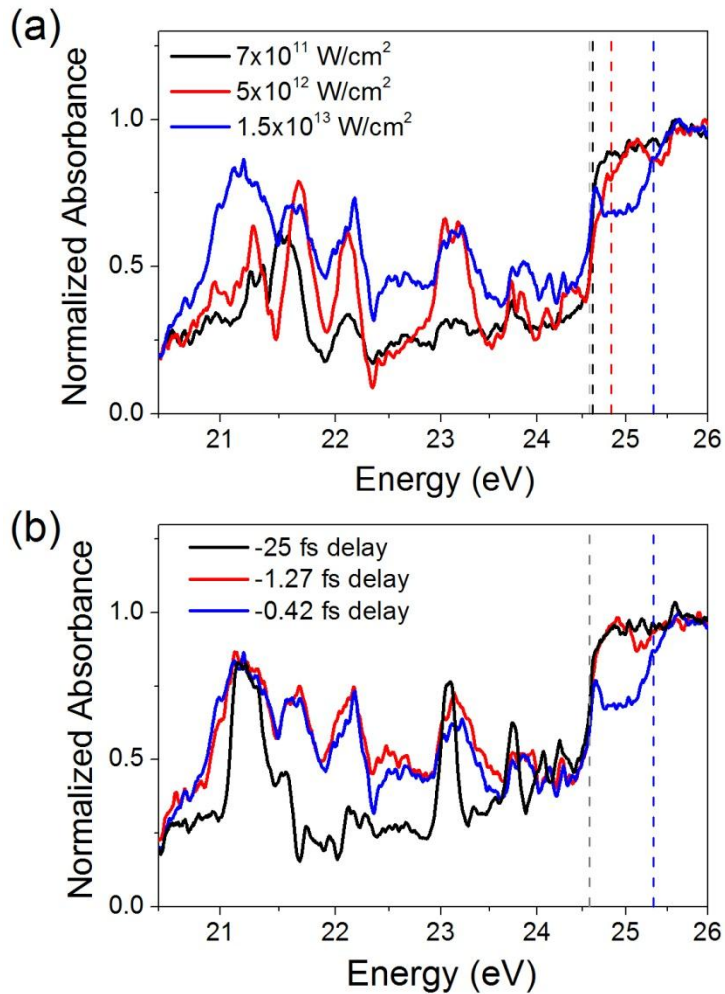 (a)
7x10¹¹ W/cm²
5x10¹² W/cm²
1.5x10¹³ W/cm²
Normalized Absorbance
1.0
0.5
0.0
21 22 23 24 25 26
Energy (eV)
(b)
-25 fs delay
-1.27 fs delay
-0.42 fs delay
Normalized Absorbance
1.0
0.5
0.0
21 22 23 24 25 26
Energy (eV)